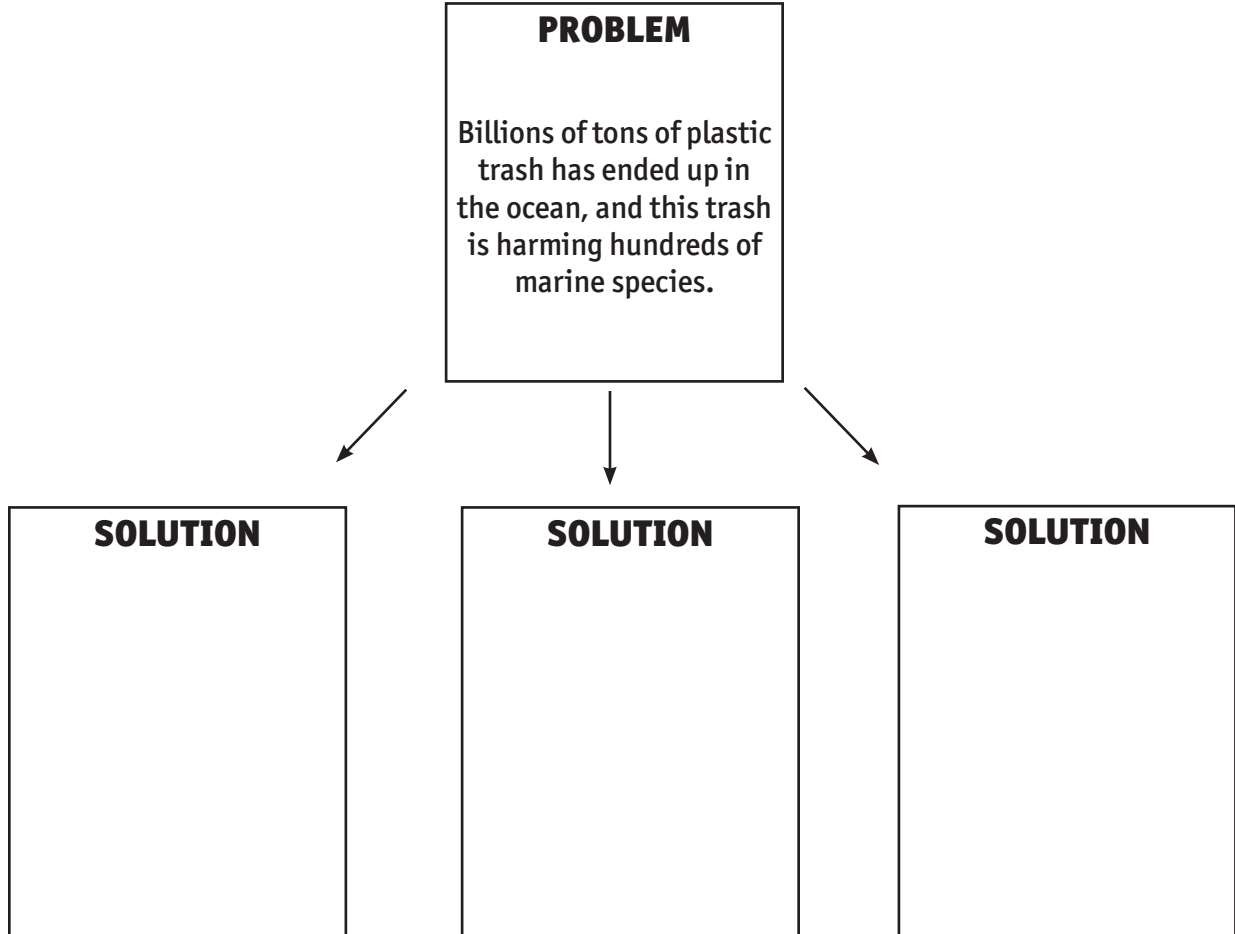 PROBLEM
Billions of tons of plastic
trash has ended up in
the ocean, and this trash
is harming hundreds of
marine species.
SOLUTION
SOLUTION
SOLUTION